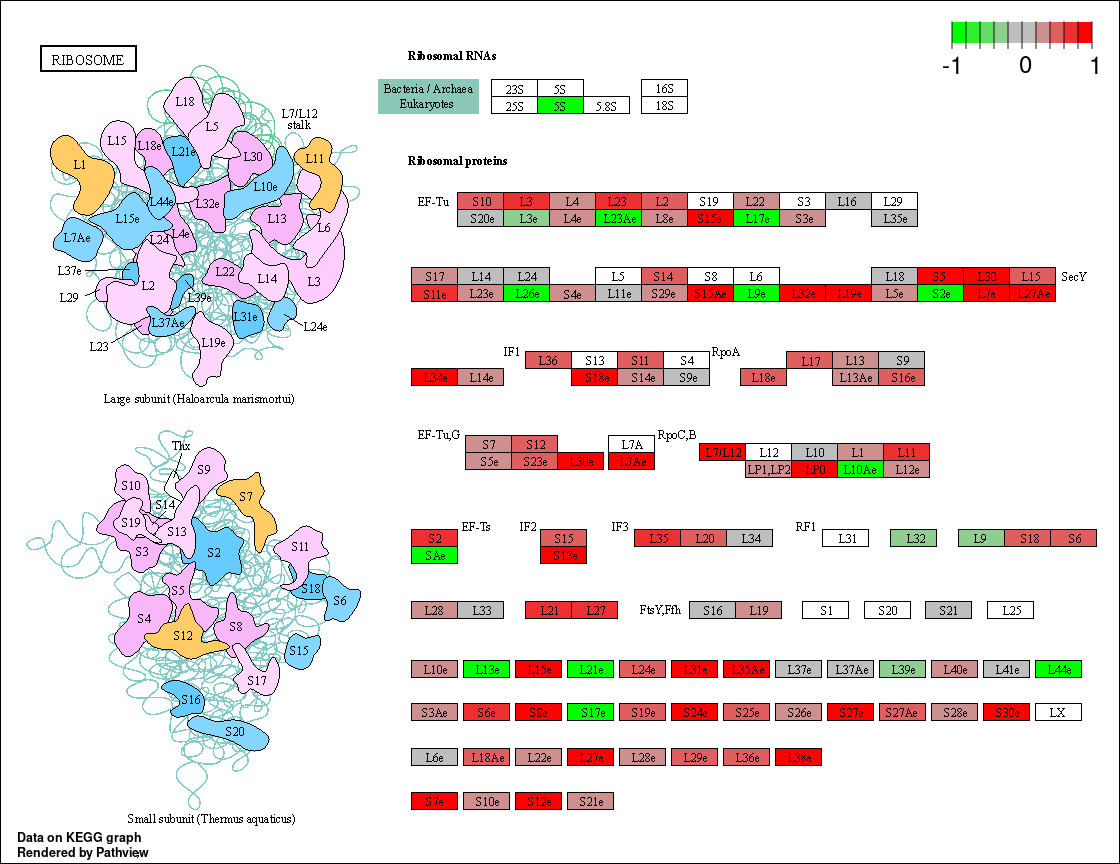 RIBOSOME
-1 0 1
L18
L5
L7/L12
stalk
L15
L18e
L21e
L30
L11
L1
L10e
L44e
L32e
L15e
L13
L6
L7Ae
L24
L4e
L37e
L22
L14
L3
L29
L2
L39e
L37Ae
L31e
L24e
L23
L19e
Large subunit (Haloarcula marismortui)
Thx
S9
S10
S7
S14
S19
S13
S3
S2
S11
S5
S18
S6
S4
S12
S8
S15
S17
S16
S20
Small subunit (Thermus aquaticus)
Ribosomal RNAs
Bacteria / Archaea 23S 5S 16S
Eukaryotes 25S 5S 5.8S 18S
Ribosomal proteins
EF-Tu S10 L3 L4 L23 L2 S19 L22 S3 L16 L29
S20e L3e L4e L23Ae L8e S15e L17e S3e L35e
S17 L14 L24 L5 S14 S8 L6 L18 S5 L30 L15 SecY
S11e L23e L26e S4e L11e S29e S15Ae L9e L32e L19e L5e S2e L7e L27Ae
IF1 L36 S13 S11 S4 RpoA L17 L13 S9
L34e L14e S18e S14e S9e L18e L13Ae S16e
EF-Tu,G S7 S12 L7A RpoC,B L7/L12 L12 L10 L1 L11
S5e S23e L30e L7Ae LP1,LP2 LP0 L10Ae L12e
S2 EF-Ts IF2 S15 IF3 L35 L20 L34 RF1 L31 L32 L9 S18 S6
SAe S13e
L28 L33 L21 L27 FtsY,Ffh S16 L19 S1 S20 S21 L25
L10e L13e L15e L21e L24e L31e L35Ae L37e L37Ae L39e L40e L41e L44e
S3Ae S6e S8e S17e S19e S24e S25e S26e S27e S27Ae S28e S30e LX
L6e L18Ae L22e L27e L28e L29e L36e L38e
S7e S10e S12e S21e
Data on KEGG graph
Rendered by Pathview